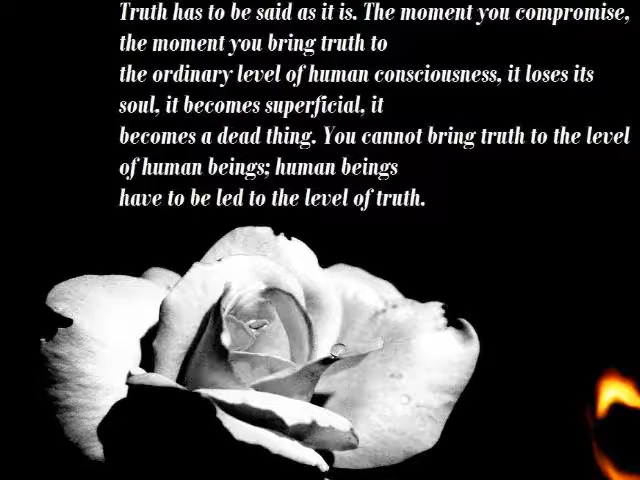 Truth has to be said as it is. The moment you compromise,
the moment you bring truth to
the ordinary level of human consciousness, it loses its
soul, it becomes superficial, it
becomes a dead thing. You cannot bring truth to the level
of human beings; human beings
have to be led to the level of truth.